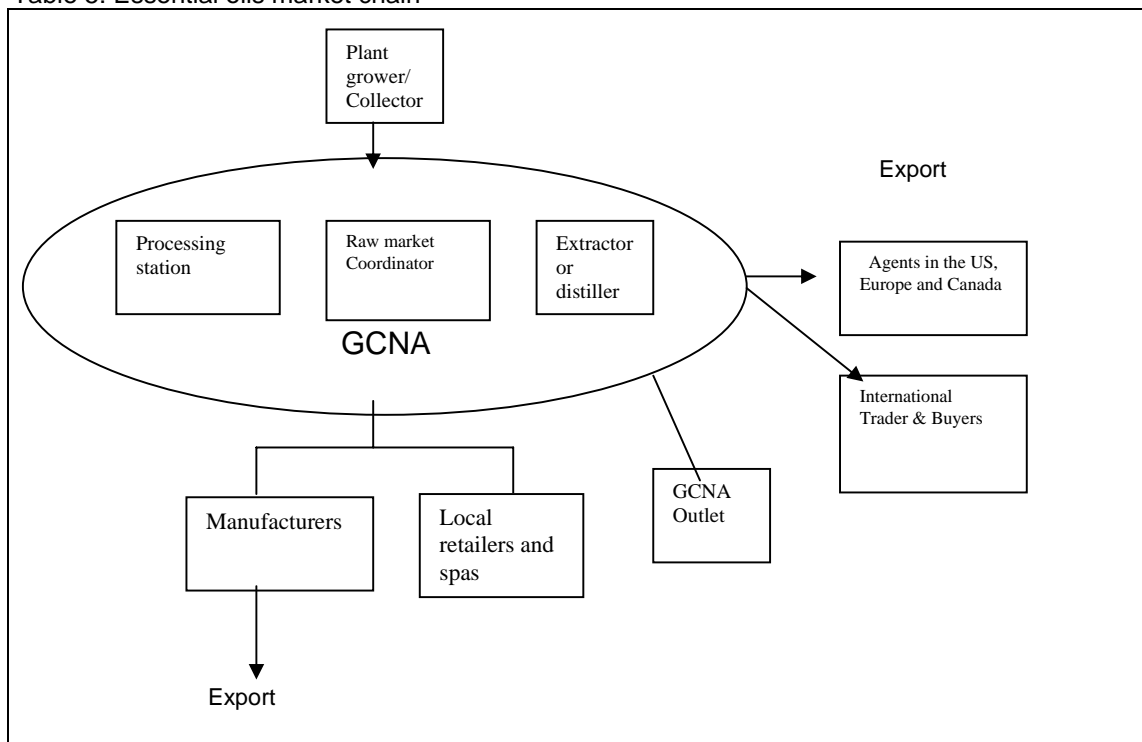 Table 3: Essential oils market chain
Plant
grower/
Collector
Export
Processing
station
Raw market
Coordinator
Extractor
or
distiller
GCNA
Agents in the US,
Europe and Canada
International
Trader & Buyers
Manufacturers
Local
retailers and
spas
GCNA
Outlet
Export